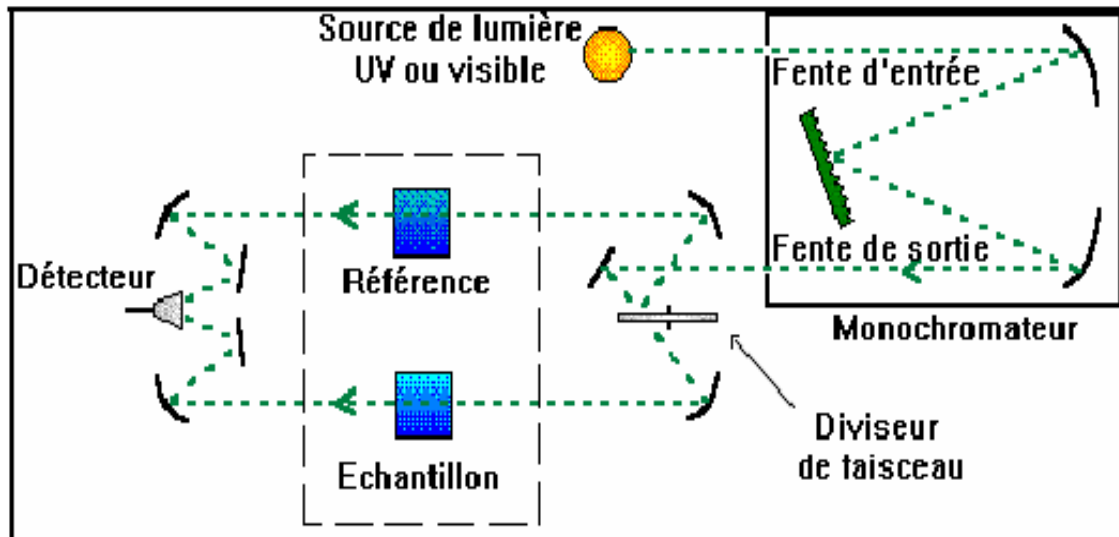 Source de lumière
UV ou visible
Fente d'entrée
Fente de sortie
Monochromateur
Référence
Détecteur
Echantillon
Diviseur
de taisceau